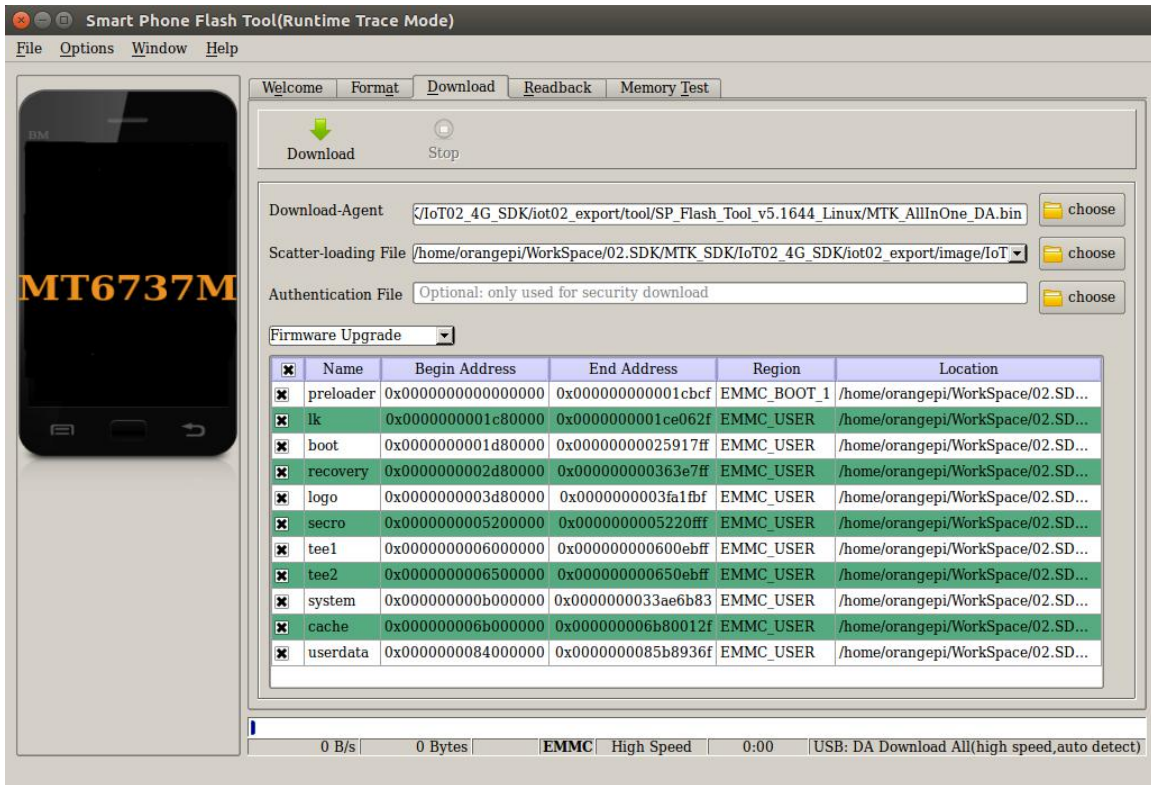 Smart Phone Flash Tool(Runtime Trace Mode)
File Options Window Help
Welcome Format Download Readback Memory Test
BM
Download Stop
Download-Agent /IoT02_4G_SDK/iot02_export/tool/SP_Flash_Tool_v5.1644_Linux/MTK_AllInOne_DA.bin choose
Scatter-loading File /home/orangepi/WorkSpace/02.SDK/MTK_SDK/IoT02_4G_SDK/iot02_export/image/IoT choose
MT6737M
Authentication File Optional: only used for security download choose
Firmware Upgrade
Name Begin Address End Address Region Location
preloader 0x0000000000000000 0x000000000001cbcf EMMC_BOOT_1 /home/orangepi/WorkSpace/02.SD...
lk 0x0000000001c80000 0x0000000001ce062f EMMC_USER /home/orangepi/WorkSpace/02.SD...
boot 0x0000000001d80000 0x00000000025917ff EMMC_USER /home/orangepi/WorkSpace/02.SD...
recovery 0x0000000002d80000 0x000000000363e7ff EMMC_USER /home/orangepi/WorkSpace/02.SD...
logo 0x0000000003d80000 0x0000000003fa1fbf EMMC_USER /home/orangepi/WorkSpace/02.SD...
secro 0x0000000005200000 0x0000000005220fff EMMC_USER /home/orangepi/WorkSpace/02.SD...
tee1 0x0000000006000000 0x000000000600ebff EMMC_USER /home/orangepi/WorkSpace/02.SD...
tee2 0x0000000006500000 0x000000000650ebff EMMC_USER /home/orangepi/WorkSpace/02.SD...
system 0x000000000b000000 0x0000000033ae6b83 EMMC_USER /home/orangepi/WorkSpace/02.SD...
cache 0x000000006b000000 0x000000006b80012f EMMC_USER /home/orangepi/WorkSpace/02.SD...
userdata 0x0000000084000000 0x0000000085b8936f EMMC_USER /home/orangepi/WorkSpace/02.SD...
0 B/s 0 Bytes EMMC High Speed 0:00 USB: DA Download All(high speed,auto detect)